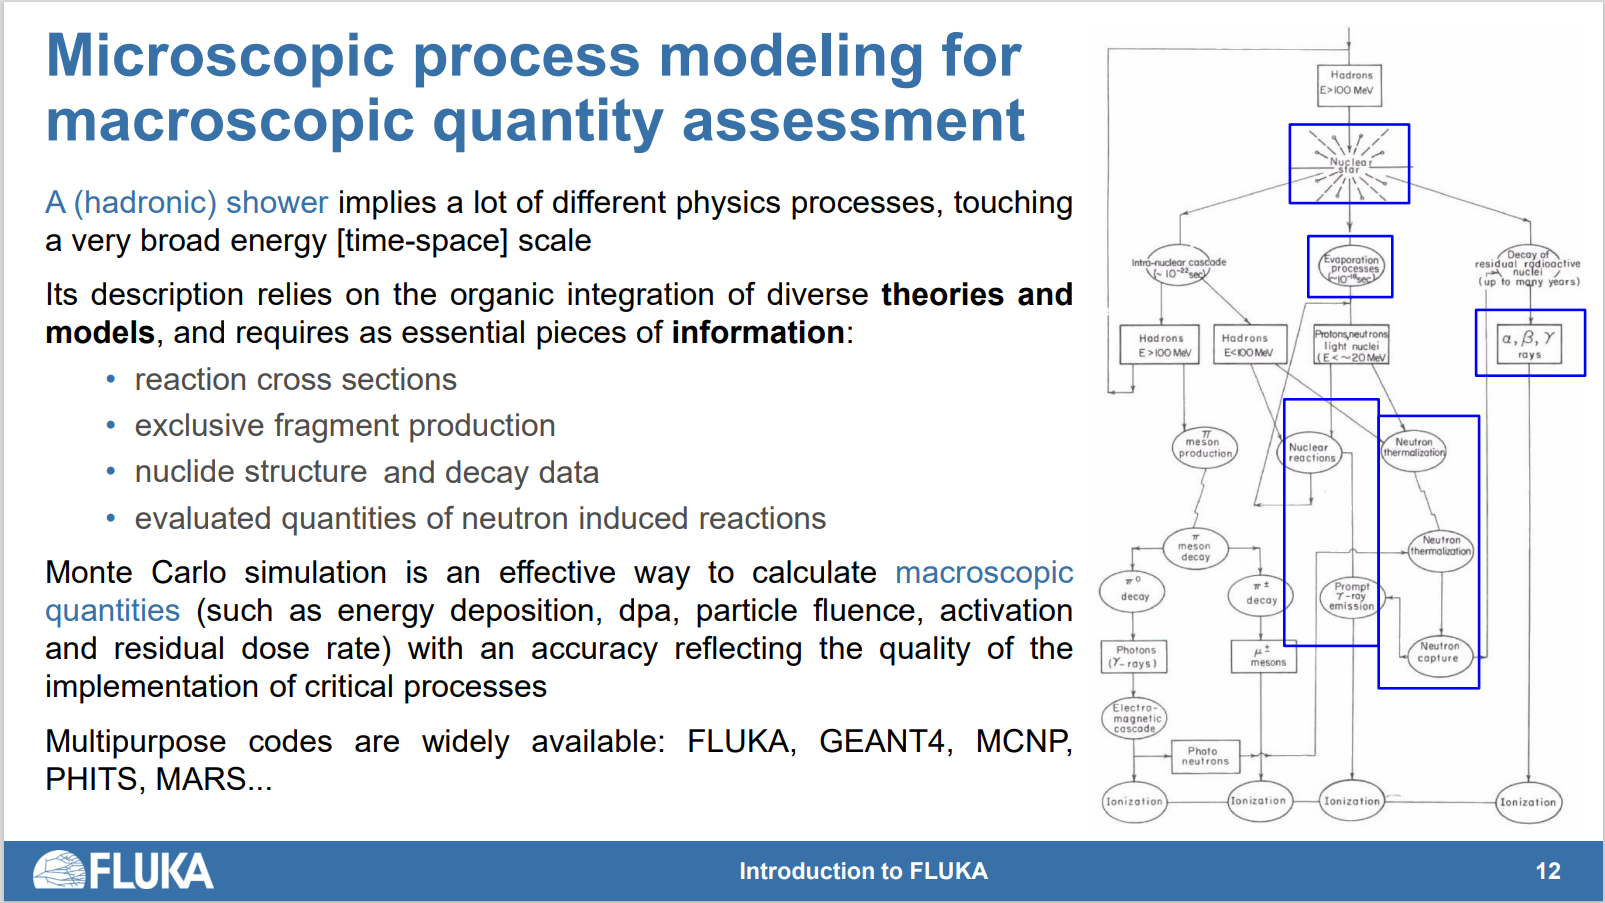 Microscopic process modeling for
macroscopic quantity assessment
A (hadronic) shower implies a lot of different physics processes, touching
a very broad energy [time-space] scale
Its description relies on the organic integration of diverse theories and
models, and requires as essential pieces of information:
• reaction cross sections
• exclusive fragment production
• nuclide structure and decay data
• evaluated quantities of neutron induced reactions
Monte Carlo simulation is an effective way to calculate macroscopic
quantities (such as energy deposition, dpa, particle fluence, activation
and residual dose rate) with an accuracy reflecting the quality of the
implementation of critical processes
Multipurpose codes are widely available: FLUKA, GEANT4, MCNP,
PHITS, MARS...
Hadrons
E>100 MeV
Nuclear
star
Intra-nuclear cascade
(~ 10⁻²² sec)
Evaporation
processes
(~10⁻¹⁸ sec)
Decay of
residual radioactive
nuclei
(up to many years)
Hadrons
E >100 MeV
Hadrons
E<100 MeV
Protons, neutrons
light nuclei
(E < ~20 MeV
α, β, γ
rays
π
meson
production
Nuclear
reactions
Neutron
thermalization
π
meson
decay
Neutron
thermalization
π⁰
decay
π ±
decay
Prompt
γ-ray
emission
Photons
(γ-rays)
μ ±
mesons
Neutron
capture
Electro-
magnetic
cascade
Photo
neutrons
Ionization
Ionization
Ionization
Ionization
FLUKA
Introduction to FLUKA
12